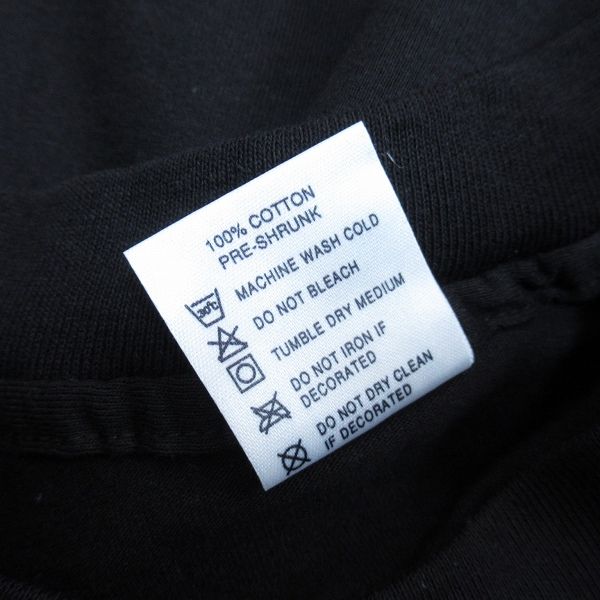 100% COTTON
PRE-SHRUNK
30°C MACHINE WASH COLD
DO NOT BLEACH
TUMBLE DRY MEDIUM
DO NOT IRON IF
DECORATED
DO NOT DRY CLEAN
IF DECORATED